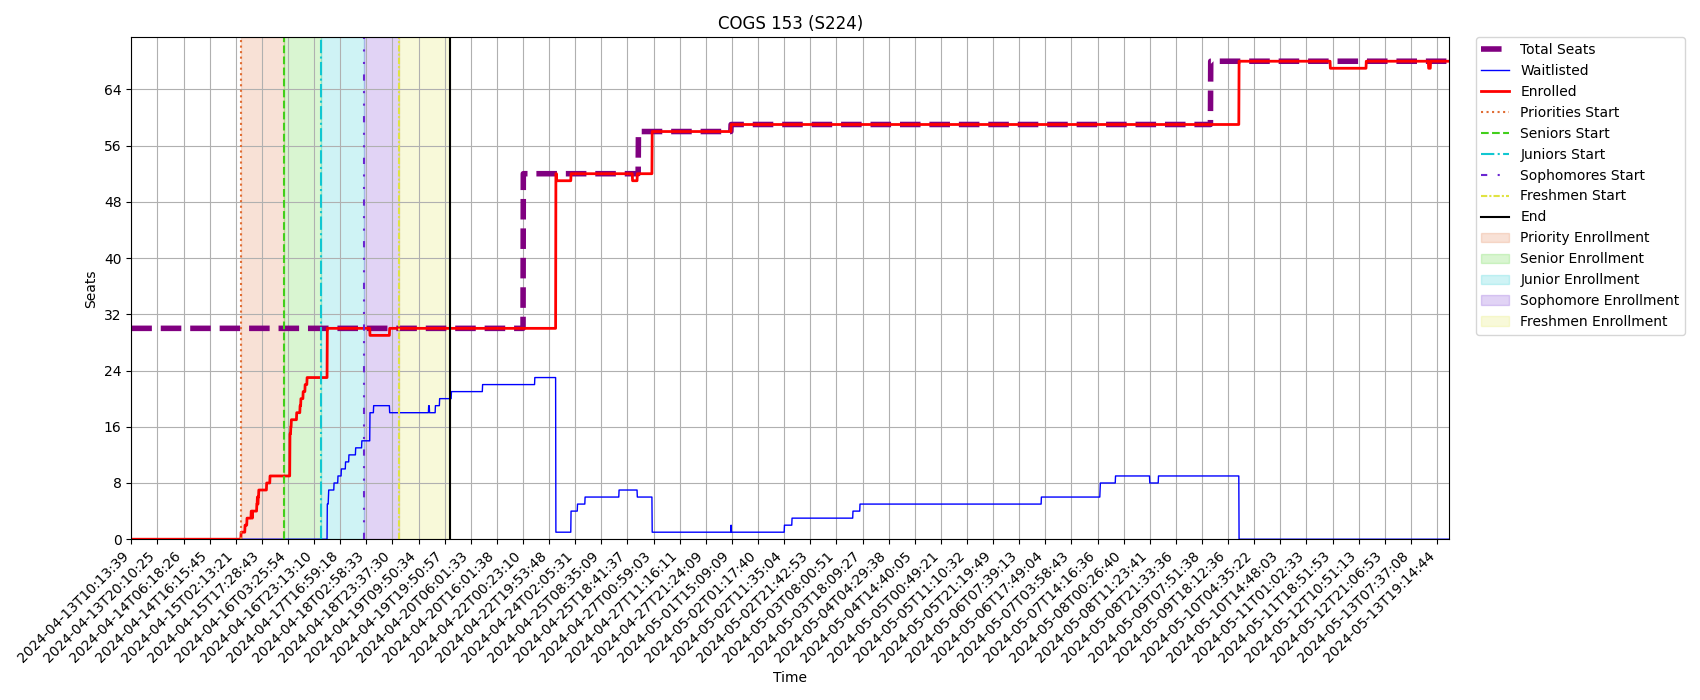 COGS 153 (S224)
Seats
64
56
48
40
32
24
16
8
0
2024-04-13T10:13:39
2024-04-13T20:10:25
2024-04-14T06:18:26
2024-04-14T16:15:45
2024-04-15T02:13:21
2024-04-15T17:28:43
2024-04-16T03:25:54
2024-04-16T23:13:10
2024-04-17T16:59:18
2024-04-18T02:58:33
2024-04-18T23:37:30
2024-04-19T09:50:34
2024-04-19T19:50:57
2024-04-20T06:01:33
2024-04-20T16:01:38
2024-04-22T00:23:10
2024-04-22T19:53:48
2024-04-24T02:05:31
2024-04-25T08:35:09
2024-04-25T18:41:37
2024-04-27T00:59:03
2024-04-27T11:16:11
2024-04-27T21:24:09
2024-05-01T15:09:09
2024-05-02T01:17:40
2024-05-02T11:35:04
2024-05-02T21:42:53
2024-05-03T08:00:51
2024-05-03T18:09:27
2024-05-04T04:29:38
2024-05-04T14:40:05
2024-05-05T00:49:21
2024-05-05T11:10:32
2024-05-05T21:19:49
2024-05-06T07:39:13
2024-05-06T17:49:04
2024-05-07T03:58:43
2024-05-07T14:16:36
2024-05-08T00:26:40
2024-05-08T11:23:41
2024-05-08T21:33:36
2024-05-09T07:51:38
2024-05-09T18:12:36
2024-05-10T04:35:22
2024-05-10T14:48:03
2024-05-11T01:02:33
2024-05-11T18:51:53
2024-05-12T10:51:13
2024-05-12T21:06:53
2024-05-13T07:37:08
2024-05-13T19:14:44
Time
Total Seats
Waitlisted
Enrolled
Priorities Start
Seniors Start
Juniors Start
Sophomores Start
Freshmen Start
End
Priority Enrollment
Senior Enrollment
Junior Enrollment
Sophomore Enrollment
Freshmen Enrollment